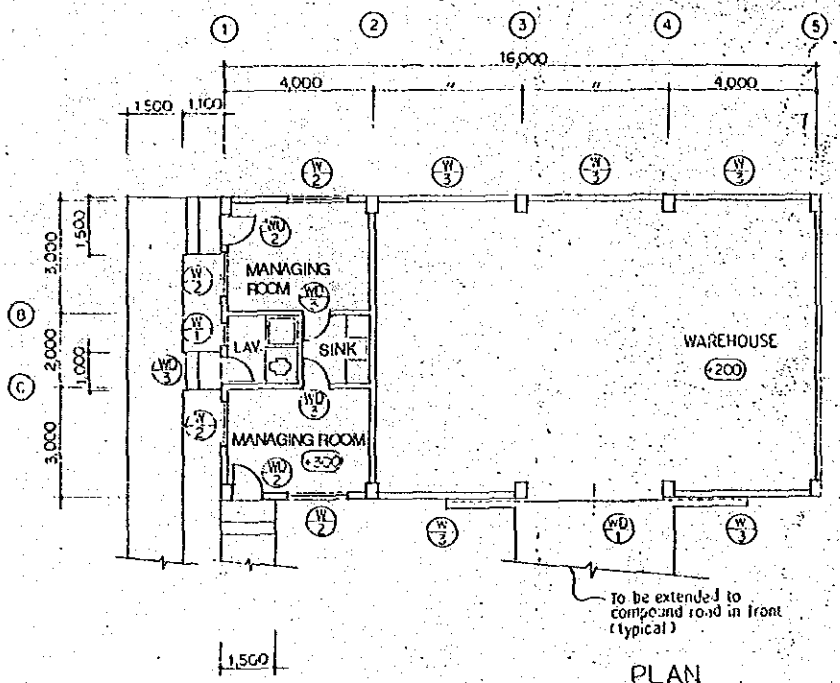 1 2 3 4 5
16,000
4,000 " " 4,000
1,500 1,100
W 2 W 3 W 3 W 3
1,500
3,000
WD 2
MANAGING
ROOM
W 2
WD 3
B
W 1
LAV.
SINK
WAREHOUSE
+200
2,000
1,000
WD 3
C
WD 3
W 2
MANAGING ROOM
+300
3,000
WD 2
W 2 W 3 WD 1 W 3
To be extended to
compound road in front
(typical)
1,500
PLAN